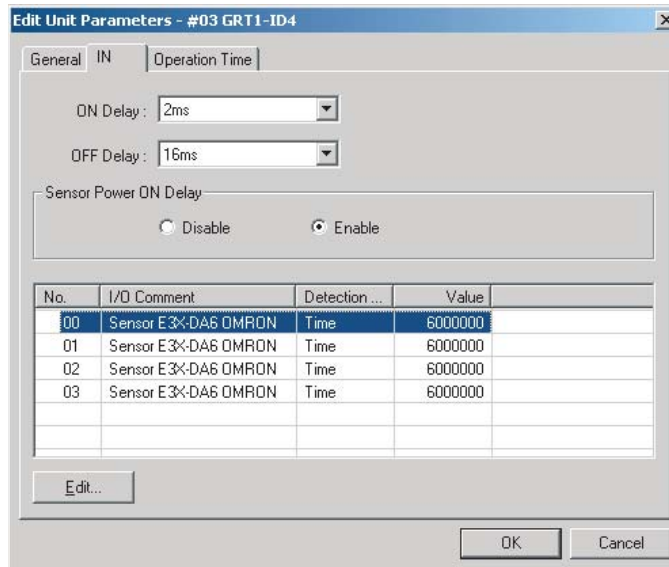 Edit Unit Parameters - #03 GRT1-ID4
General IN Operation Time
ON Delay : 2ms
OFF Delay : 16ms
Sensor Power ON Delay
Disable Enable
No. I/O Comment Detection ... Value
00 Sensor E3X-DA6 OMRON Time 6000000
01 Sensor E3X-DA6 OMRON Time 6000000
02 Sensor E3X-DA6 OMRON Time 6000000
03 Sensor E3X-DA6 OMRON Time 6000000
Edit...
OK Cancel